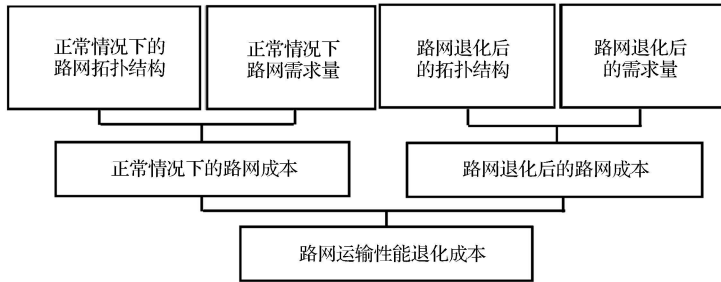 正常情况下的
路网拓扑结构
正常情况下
路网需求量
路网退化后
的拓扑结构
路网退化后
的需求量
正常情况下的路网成本
路网退化后的路网成本
路网运输性能退化成本